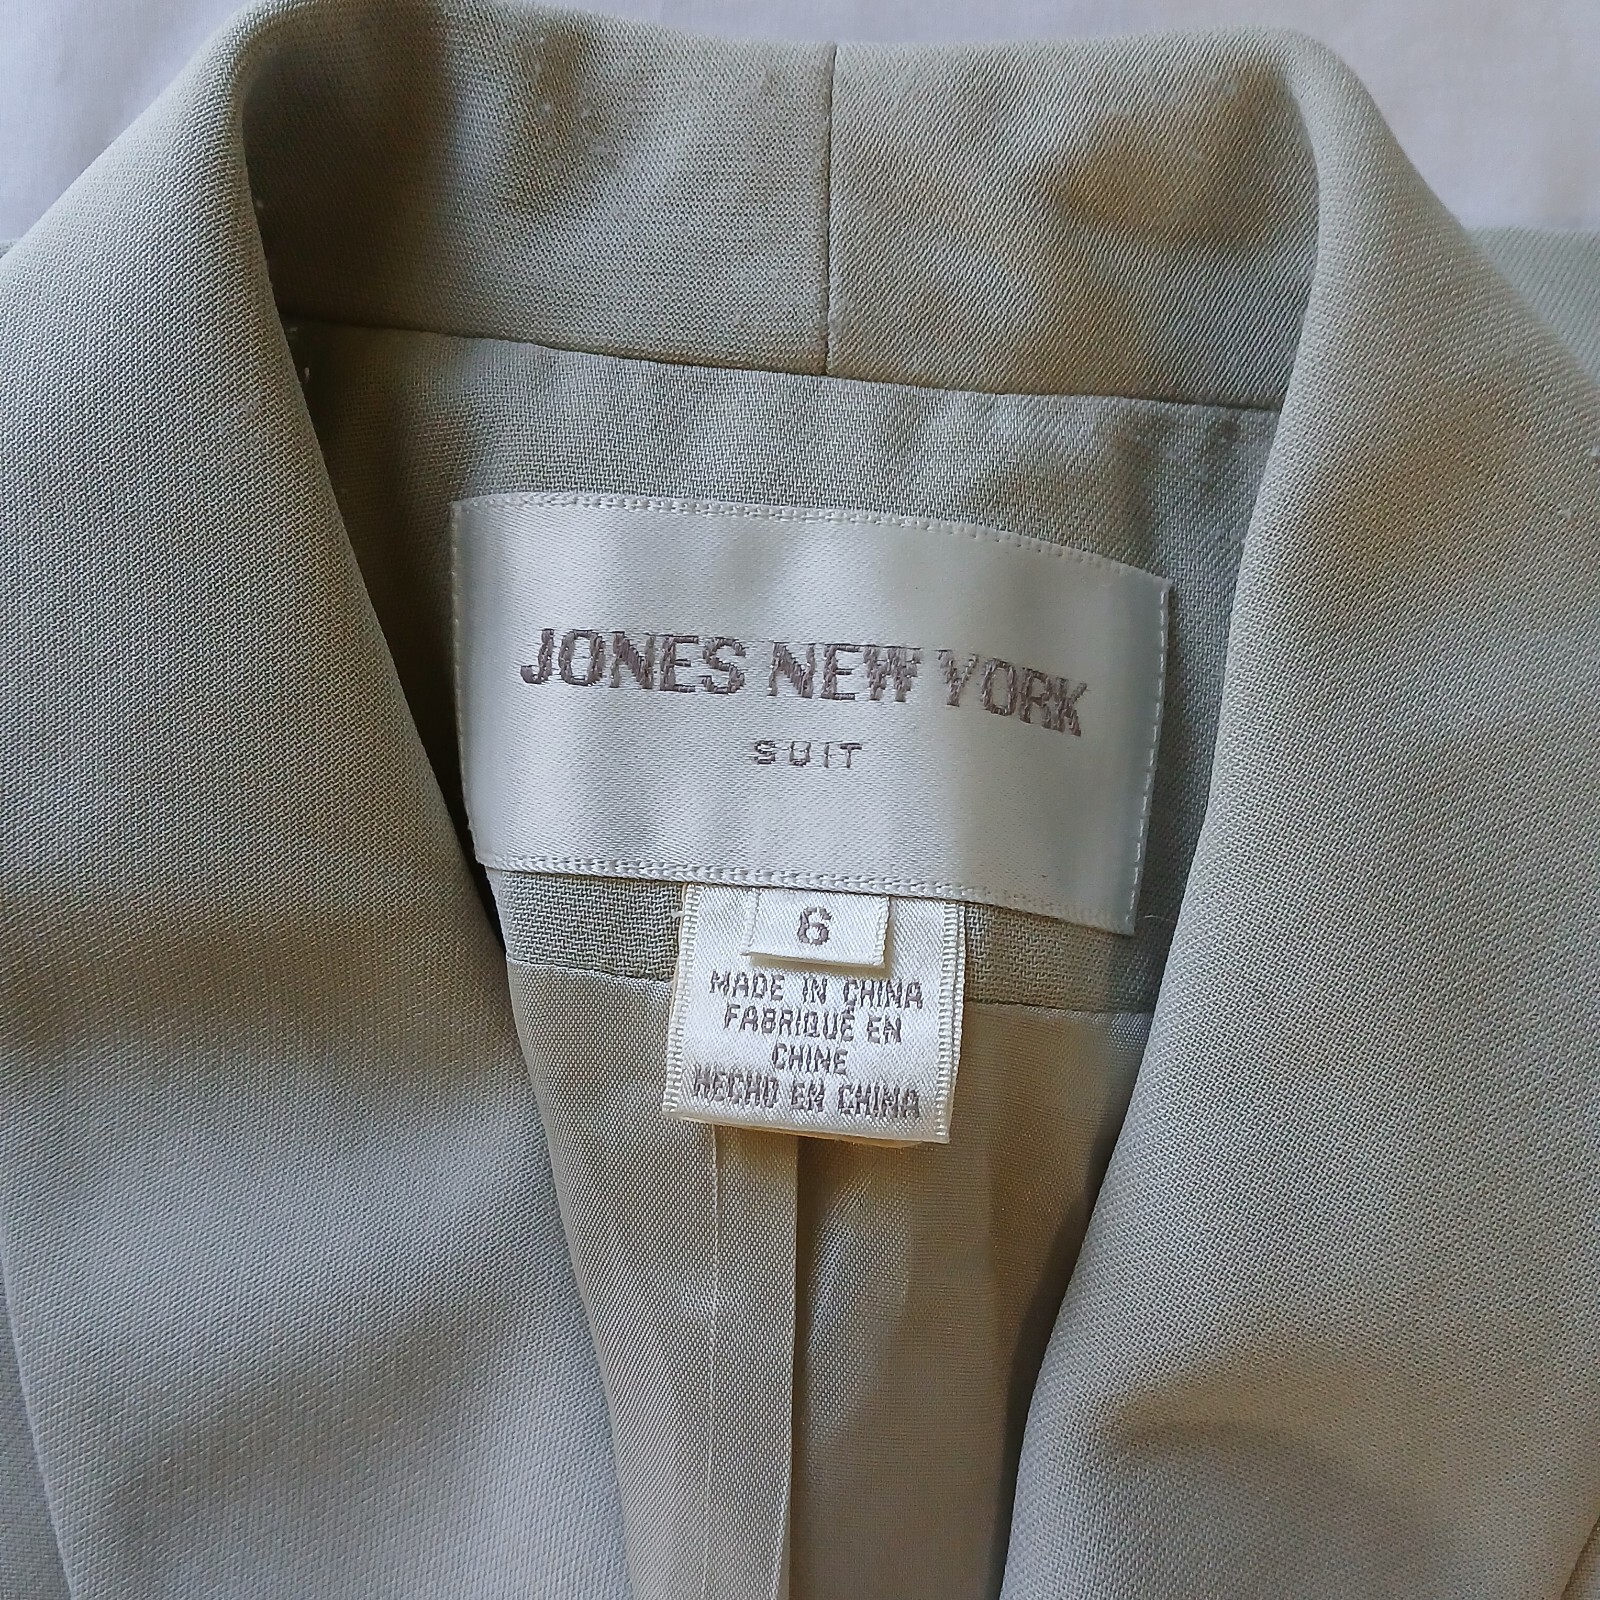 JONES NEW YORK
SUIT
6
MADE IN CHINA
FABRIQUÉ EN
CHINE
HECHO EN CHINA